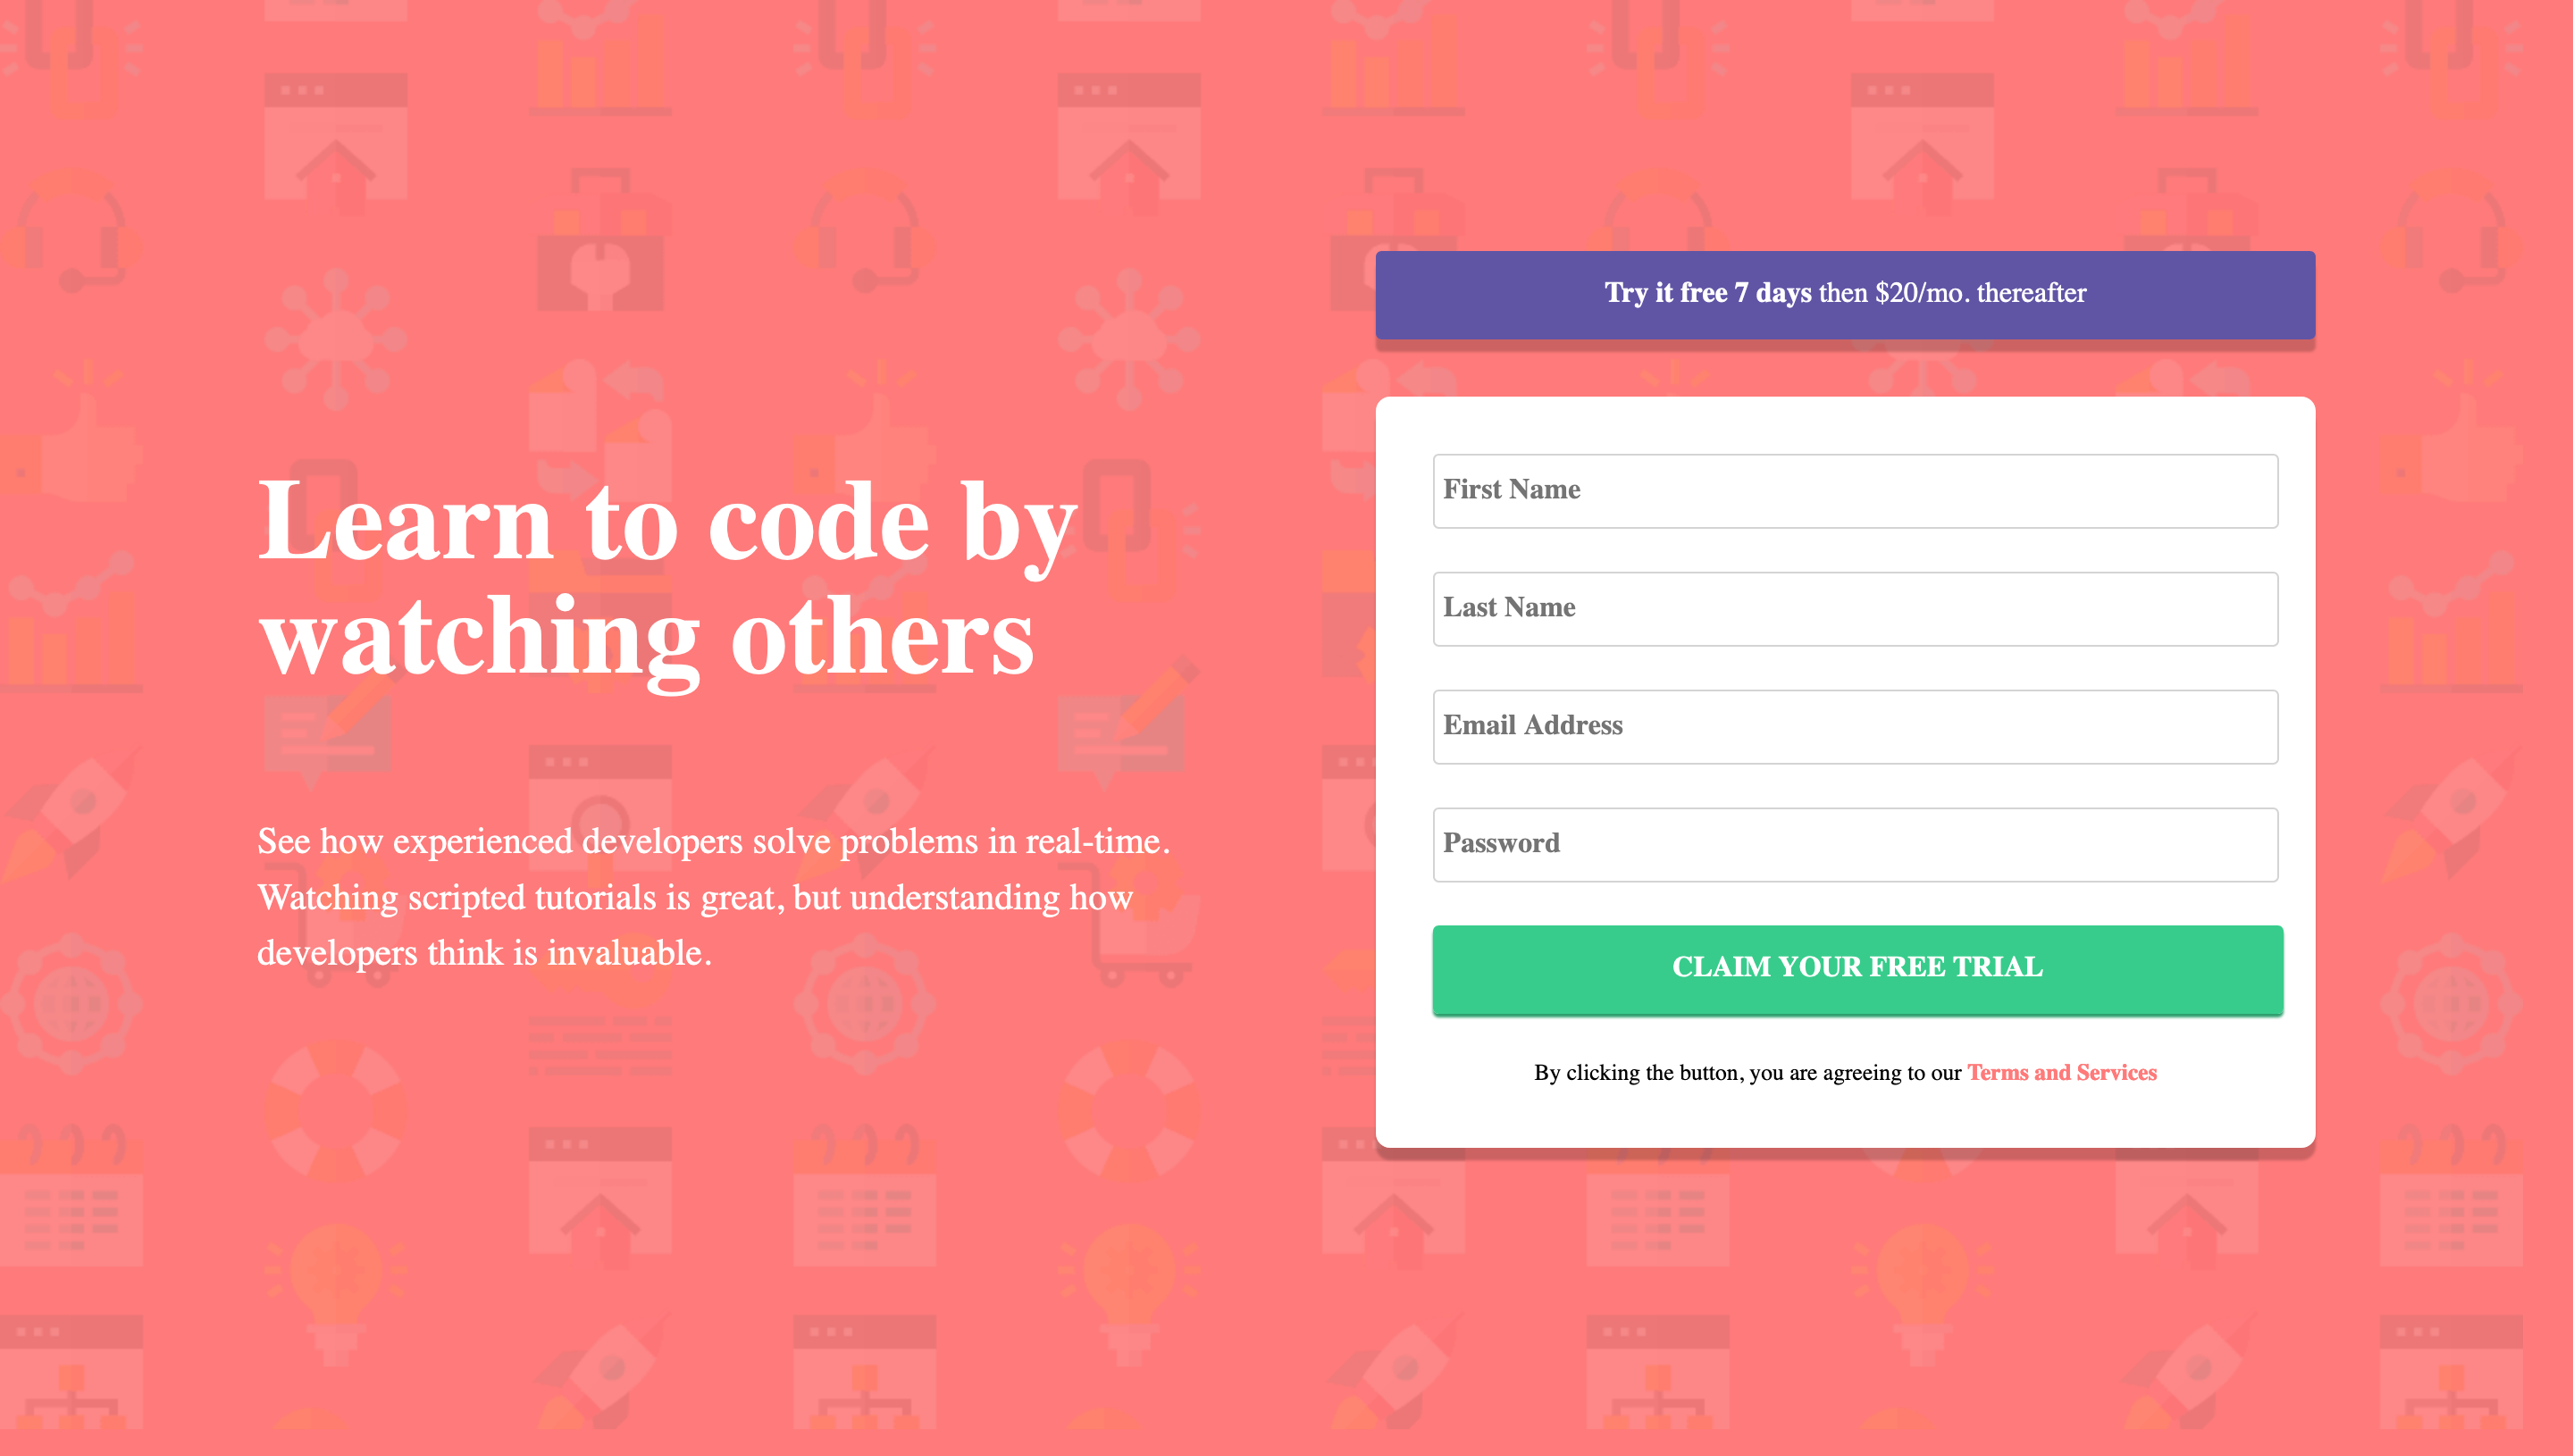 Learn to code by
watching others
See how experienced developers solve problems in real-time.
Watching scripted tutorials is great, but understanding how
developers think is invaluable.
Try it free 7 days then $20/mo. thereafter
First Name
Last Name
Email Address
Password
CLAIM YOUR FREE TRIAL
By clicking the button, you are agreeing to our Terms and Services